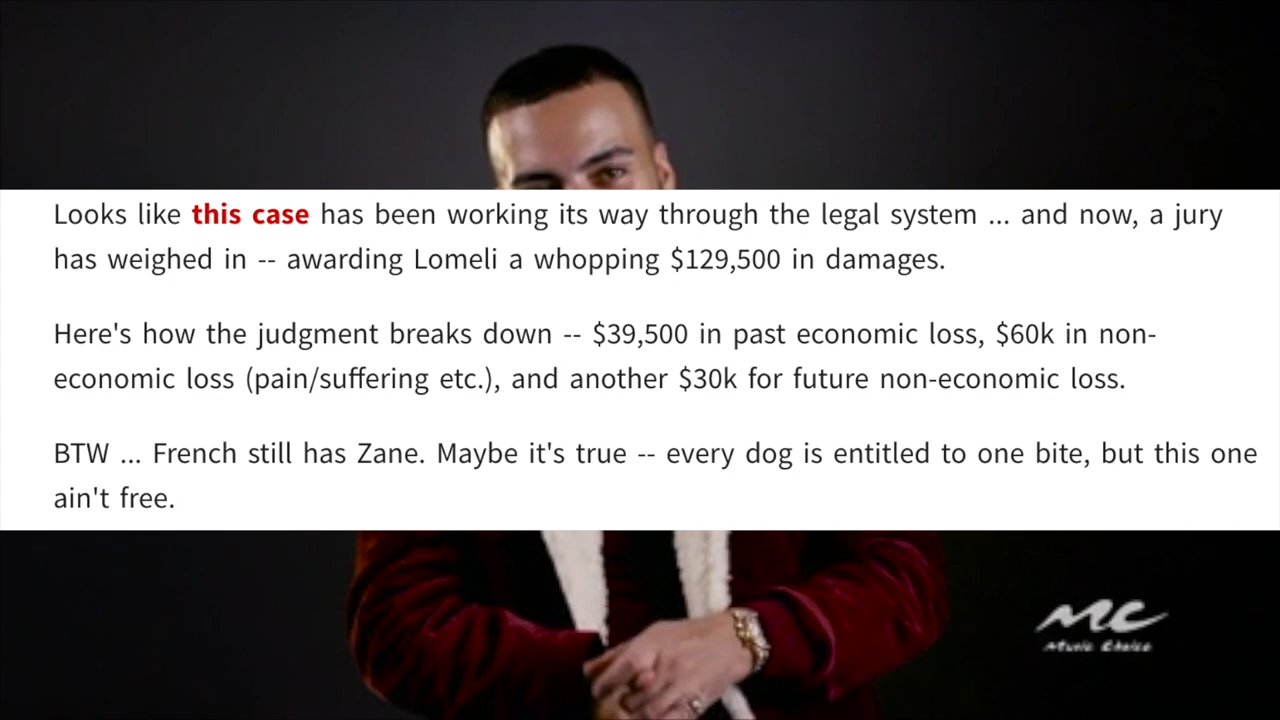 Looks like this case has been working its way through the legal system ... and now, a jury
has weighed in -- awarding Lomeli a whopping $129,500 in damages.
Here's how the judgment breaks down -- $39,500 in past economic loss, $60k in non-
economic loss (pain/suffering etc.), and another $30k for future non-economic loss.
BTW ... French still has Zane. Maybe it's true -- every dog is entitled to one bite, but this one
ain't free.
MC
Music Choice